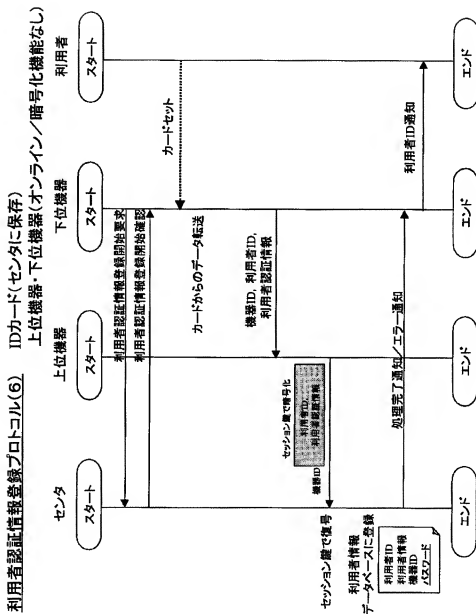 利用者認証情報登録プロトコル(6)
IDカード(センタに保存)
上位機器・下位機器(オンライン/暗号化機能なし)
センタ
上位機器
下位機器
利用者
スタート
スタート
スタート
スタート
利用者認証情報登録開始要求
利用者認証情報登録開始確認
カードセット
カードからのデータ転送
機器ID, 利用者ID,
利用者認証情報
セッション鍵で暗号化
機器ID
利用者ID,
利用者認証情報
セッション鍵で復号
利用者情報
データベースに登録
利用者ID
利用者情報
機器ID
パスワード
処理完了通知/エラー通知
利用者ID通知
エンド
エンド
エンド
エンド